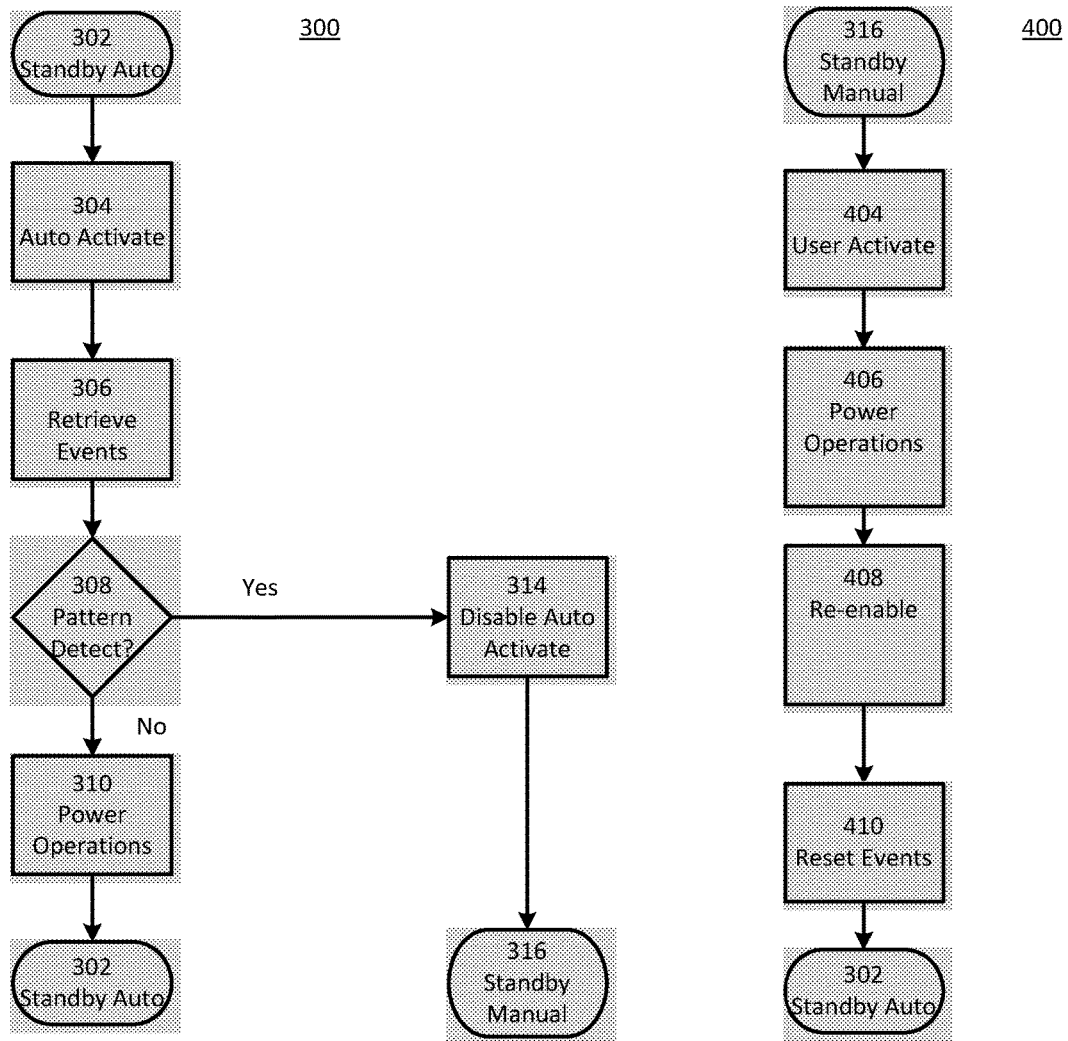 300
302
Standby Auto
304
Auto Activate
306
Retrieve
Events
308
Pattern
Detect?
Yes
No
310
Power
Operations
302
Standby Auto
314
Disable Auto
Activate
316
Standby
Manual
400
316
Standby
Manual
404
User Activate
406
Power
Operations
408
Re-enable
410
Reset Events
302
Standby Auto